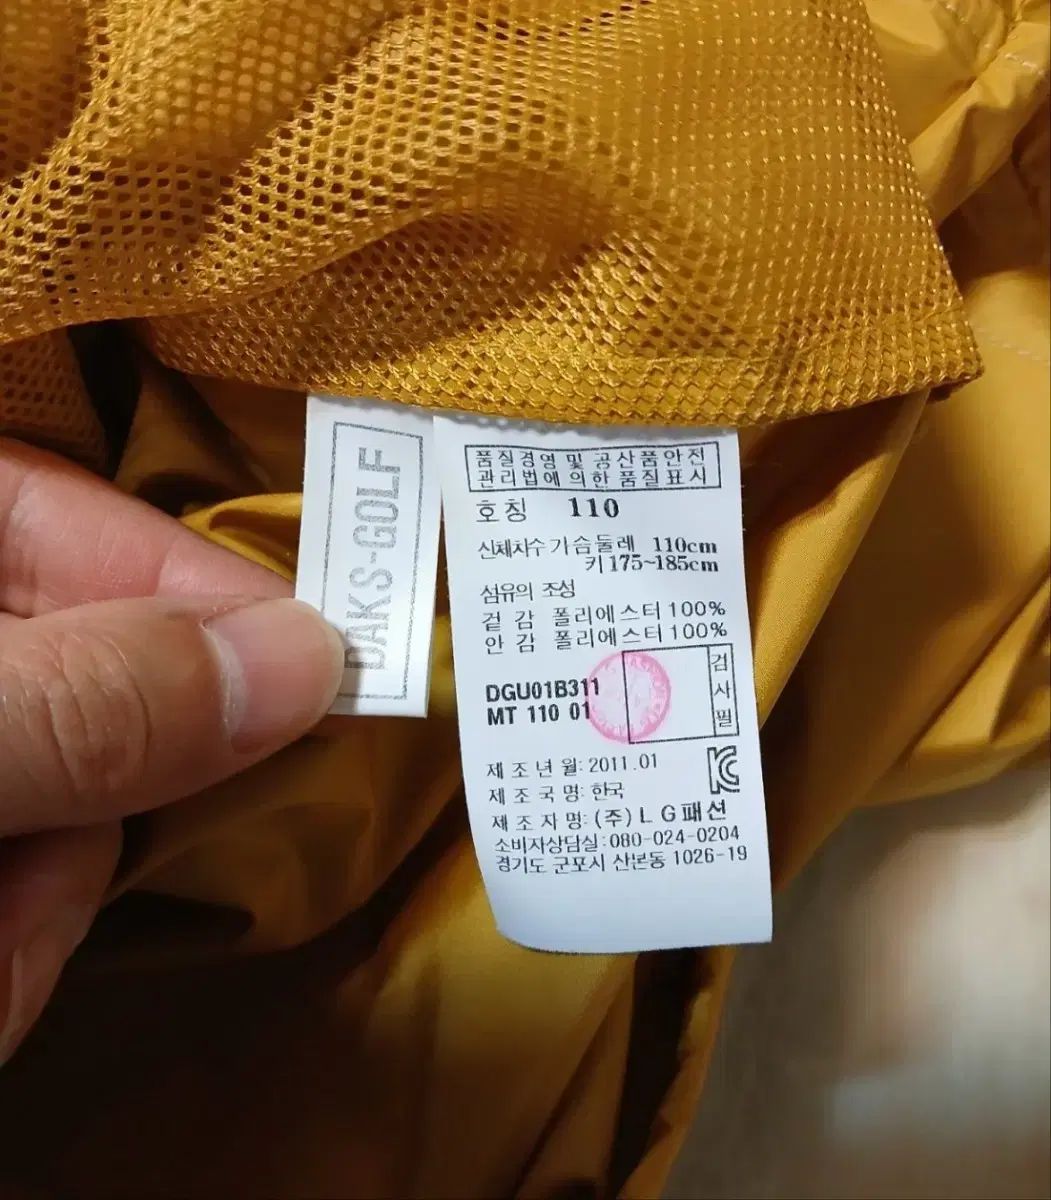 DAKS-GOLF
품질경영 및 공산품안전
관리법에 의한 품질표시
호칭 110
신체차수 가슴둘레 110cm
키 175~185cm
섬유의 조성
겉 감 폴리에스터 100%
안 감 폴리에스터 100%
DGU01B311
MT 110 01
검사필
제 조 년 월: 2011.01
제 조 국 명: 한국
제 조 자 명: (주) L G 패션
소비자상담실: 080-024-0204
경기도 군포시 산본동 1026-19